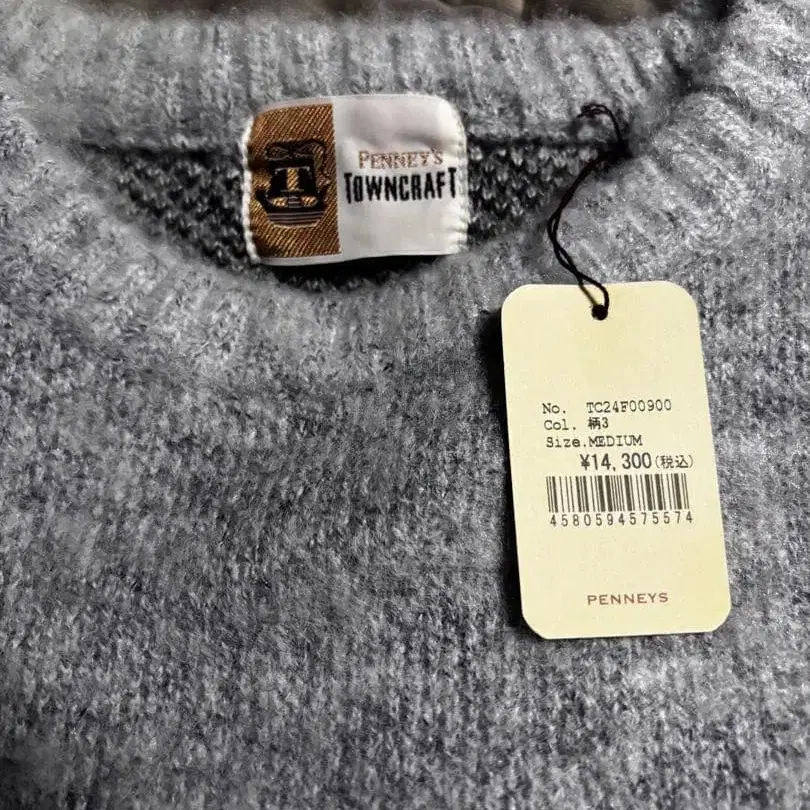 T
PENNEY'S
TOWNCRAFT
No. TC24F00900
Col. 柄3
Size.MEDIUM
¥14,300(税込)
4580594575574
PENNEYS